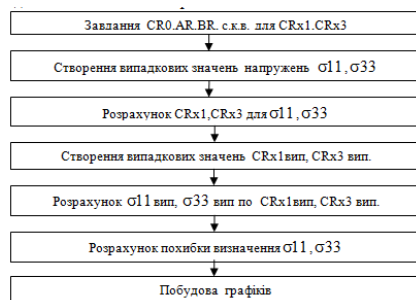 Завдання CR0.AR.BR. с.к.в. для CRx1.CRx3
Створення випадкових значень напружень σ11, σ33
Розрахунок CRx1,CRx3 для σ11, σ33
Створення випадкових значень CRx1вип, CRx3 вип.
Розрахунок σ11 вип, σ33 вип по CRx1вип, CRx3 вип.
Розрахунок похибки визначення σ11, σ33
Побудова графіків